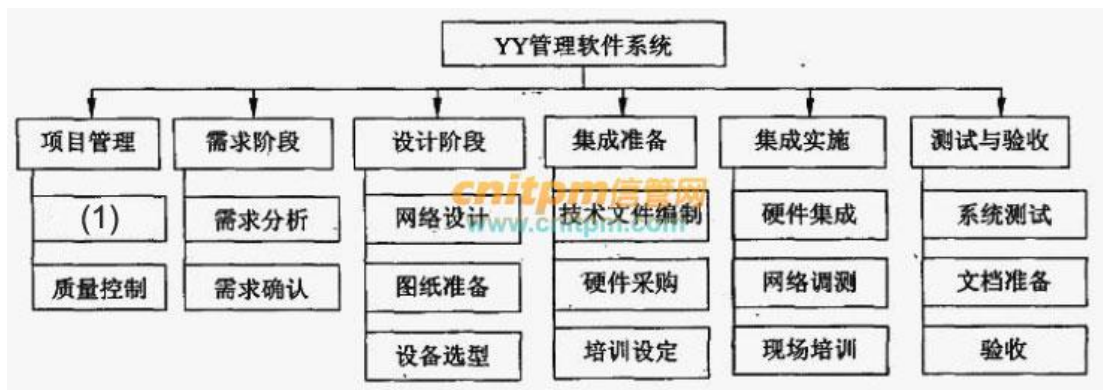 YY管理软件系统
项目管理 需求阶段 设计阶段 集成准备 集成实施 测试与验收
cnitpm信管网
(1) 需求分析 网络设计 技术文件编制 硬件集成 系统测试
www.cnitpm.com
质量控制 需求确认 图纸准备 硬件采购 网络调测 文档准备
设备选型 培训设定 现场培训 验收